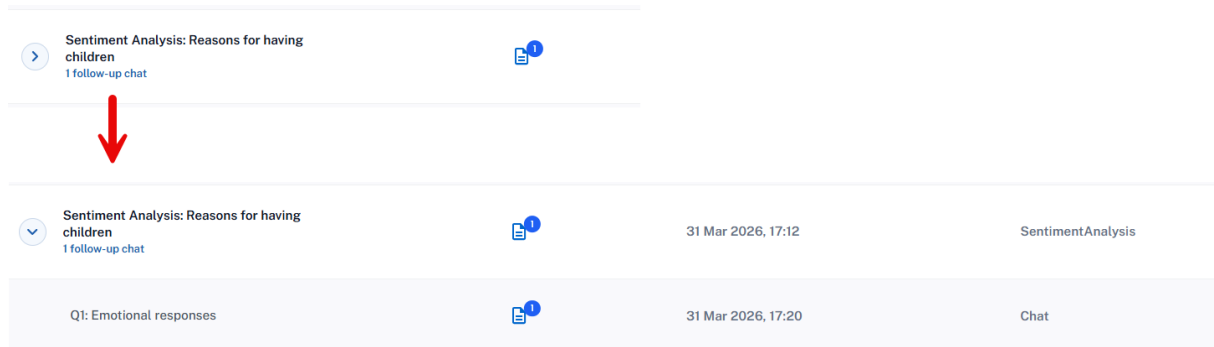 Sentiment Analysis: Reasons for having
children
1 follow-up chat
1
Sentiment Analysis: Reasons for having
children
1 follow-up chat
1
31 Mar 2026, 17:12
SentimentAnalysis
Q1: Emotional responses
1
31 Mar 2026, 17:20
Chat